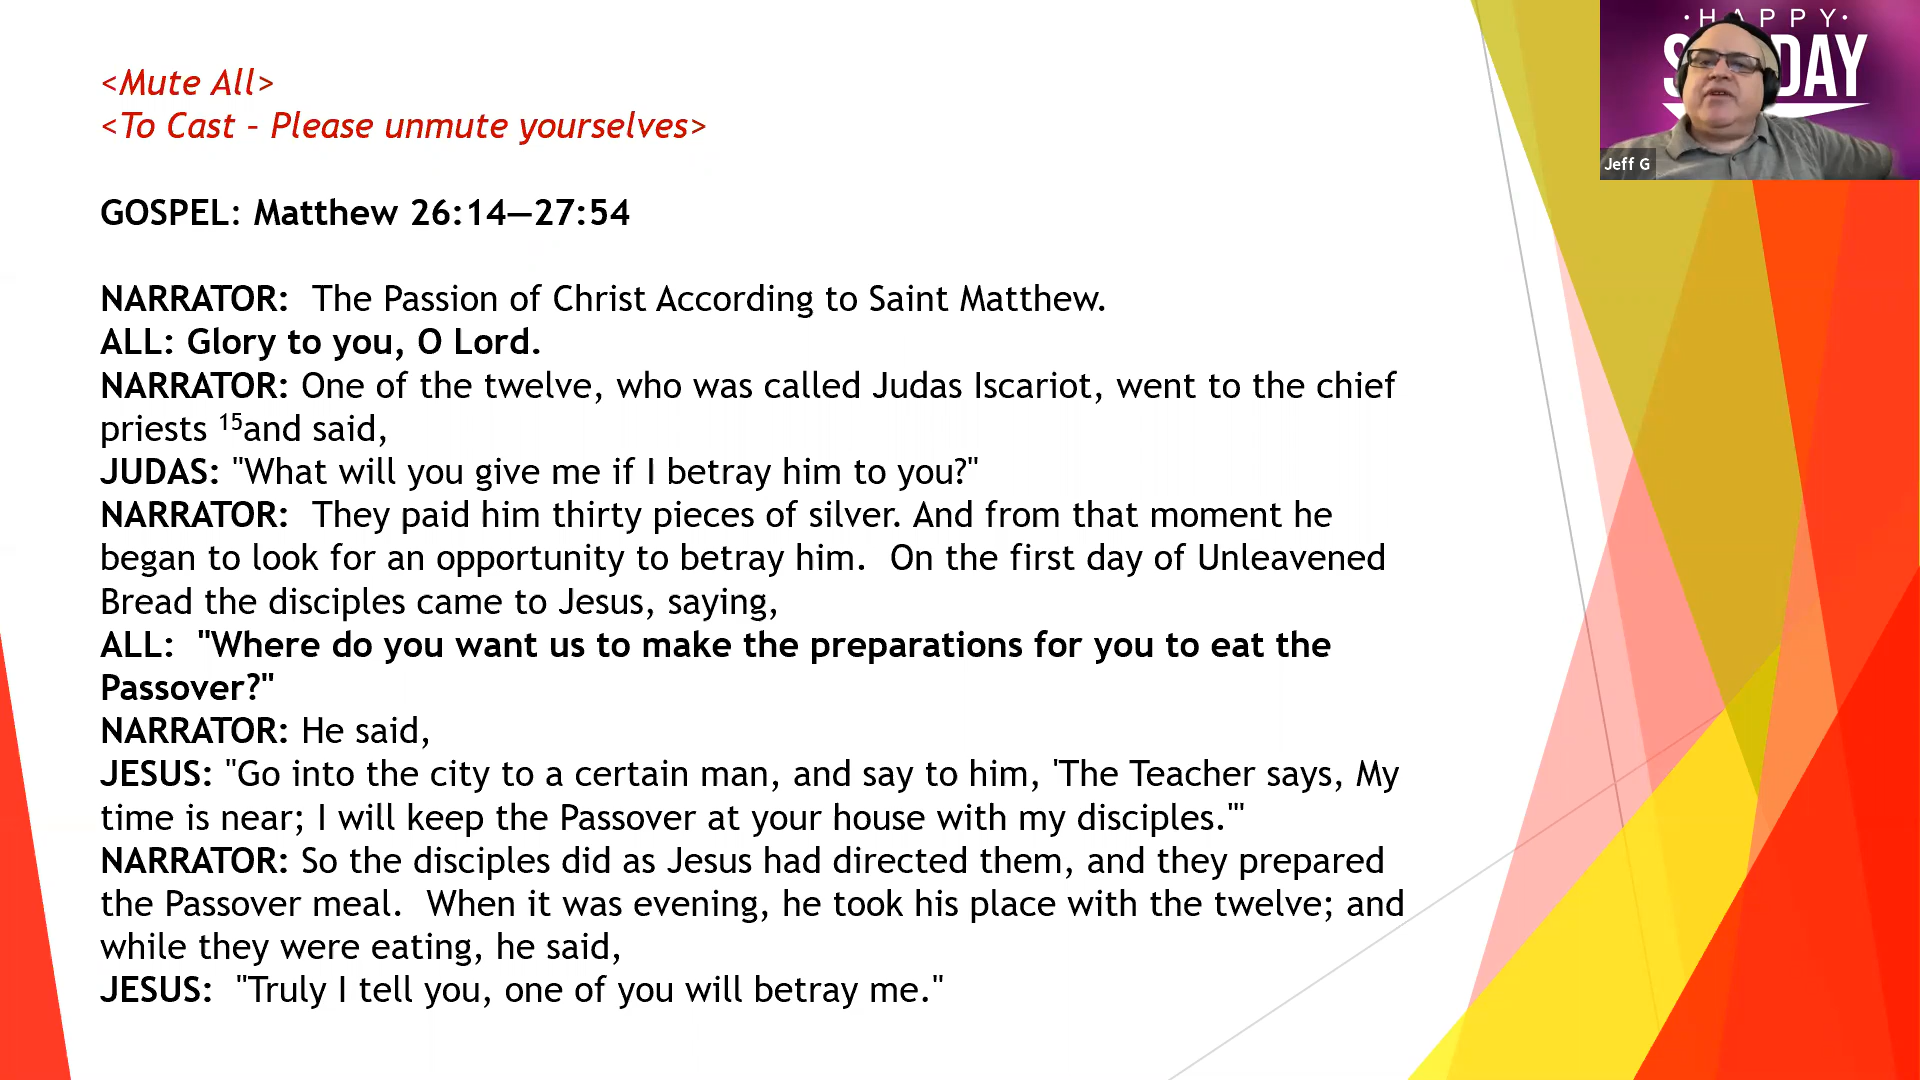 <Mute All>
<To Cast – Please unmute yourselves>
GOSPEL: Matthew 26:14—27:54
NARRATOR:  The Passion of Christ According to Saint Matthew.
ALL: Glory to you, O Lord.
NARRATOR: One of the twelve, who was called Judas Iscariot, went to the chief
priests ¹⁵and said,
JUDAS: "What will you give me if I betray him to you?"
NARRATOR:  They paid him thirty pieces of silver. And from that moment he
began to look for an opportunity to betray him.  On the first day of Unleavened
Bread the disciples came to Jesus, saying,
ALL:  "Where do you want us to make the preparations for you to eat the
Passover?"
NARRATOR: He said,
JESUS: "Go into the city to a certain man, and say to him, 'The Teacher says, My
time is near; I will keep the Passover at your house with my disciples.'"
NARRATOR: So the disciples did as Jesus had directed them, and they prepared
the Passover meal.  When it was evening, he took his place with the twelve; and
while they were eating, he said,
JESUS:  "Truly I tell you, one of you will betray me."
·HAPPY·
Jeff G